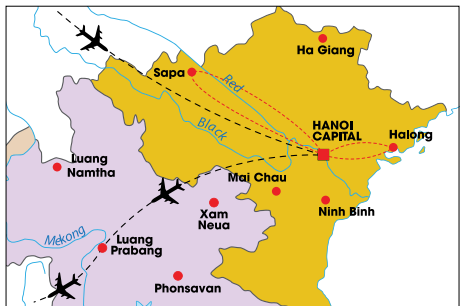 Ha Giang
Sapa
Red
Black
HANOI
CAPITAL
Halong
Luang
Namtha
Mai Chau
Xam
Neua
Ninh Binh
Mekong
Luang
Prabang
Phonsavan